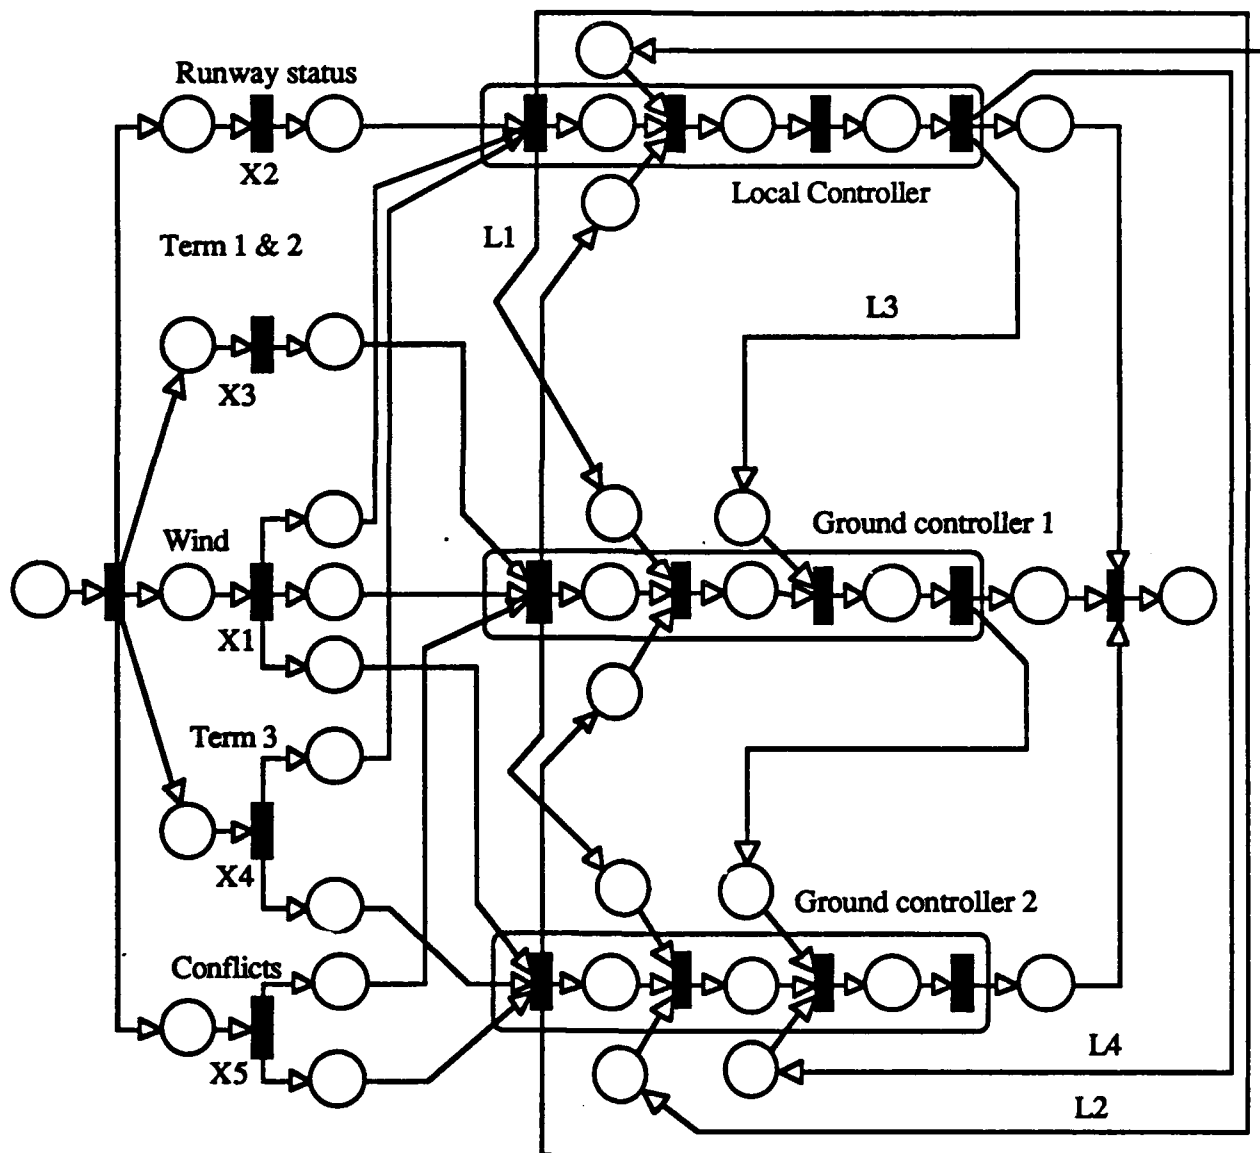 Runway status
X2
Local Controller
Term 1 & 2
L1
L3
X3
Ground controller 1
Wind
X1
Term 3
X4
Ground controller 2
Conflicts
X5
L4
L2